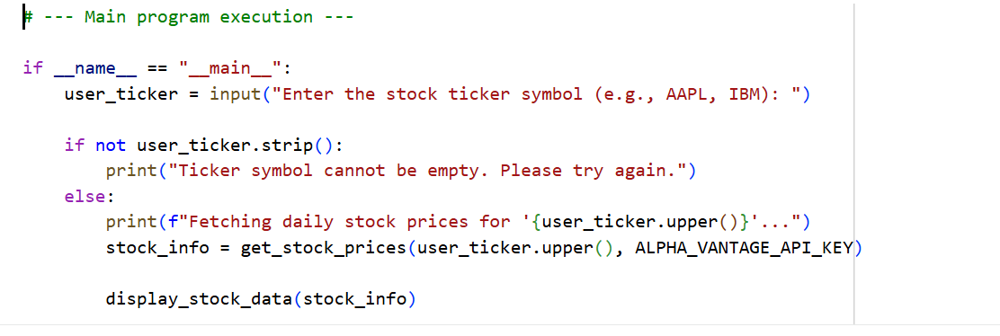 # --- Main program execution ---
if __name__ == "__main__":
user_ticker = input("Enter the stock ticker symbol (e.g., AAPL, IBM): ")
if not user_ticker.strip():
print("Ticker symbol cannot be empty. Please try again.")
else:
print(f"Fetching daily stock prices for '{user_ticker.upper()}'...")
stock_info = get_stock_prices(user_ticker.upper(), ALPHA_VANTAGE_API_KEY)
display_stock_data(stock_info)